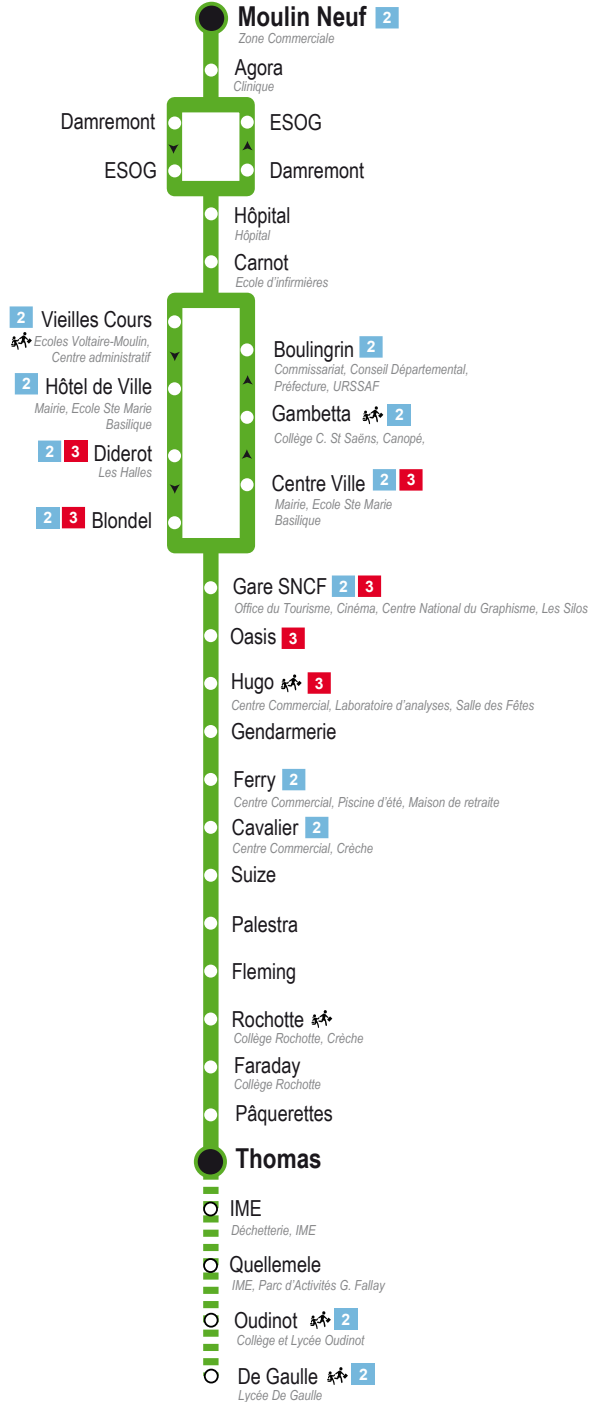 Moulin Neuf 2
Zone Commerciale
Agora
Clinique
Damremont
ESOG
ESOG
Damremont
Hôpital
Hôpital
Carnot
Ecole d'infirmières
2 Vieilles Cours
Ecoles Voltaire-Moulin,
Centre administratif
2 Hôtel de Ville
Mairie, Ecole Ste Marie
Basilique
2 3 Diderot
Les Halles
2 3 Blondel
Boulingrin 2
Commissariat, Conseil Départemental,
Préfecture, URSSAF
Gambetta 2
Collège C. St Saëns, Canopé,
Centre Ville 2 3
Mairie, Ecole Ste Marie
Basilique
Gare SNCF 2 3
Office du Tourisme, Cinéma, Centre National du Graphisme, Les Silos
Oasis 3
Hugo 3
Centre Commercial, Laboratoire d'analyses, Salle des Fêtes
Gendarmerie
Ferry 2
Centre Commercial, Piscine d'été, Maison de retraite
Cavalier 2
Centre Commercial, Crèche
Suize
Palestra
Fleming
Rochotte
Collège Rochotte, Crèche
Faraday
Collège Rochotte
Pâquerettes
Thomas
IME
Déchetterie, IME
Quellemele
IME, Parc d'Activités G. Fallay
Oudinot 2
Collège et Lycée Oudinot
De Gaulle 2
Lycée De Gaulle